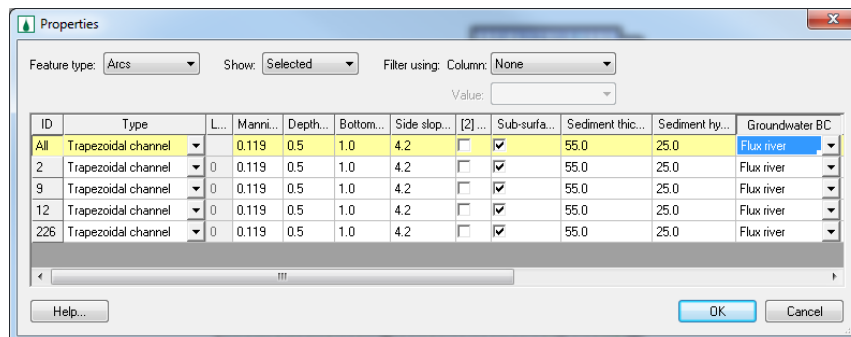 Properties
Feature type: Arcs Show: Selected Filter using: Column: None
Value:
ID Type L... Manni... Depth... Bottom... Side slop... [2] ... Sub-surfa... Sediment thic... Sediment hy... Groundwater BC
All Trapezoidal channel 0.119 0.5 1.0 4.2 55.0 25.0 Flux river
2 Trapezoidal channel 0 0.119 0.5 1.0 4.2 55.0 25.0 Flux river
9 Trapezoidal channel 0 0.119 0.5 1.0 4.2 55.0 25.0 Flux river
12 Trapezoidal channel 0 0.119 0.5 1.0 4.2 55.0 25.0 Flux river
226 Trapezoidal channel 0 0.119 0.5 1.0 4.2 55.0 25.0 Flux river
Help... OK Cancel